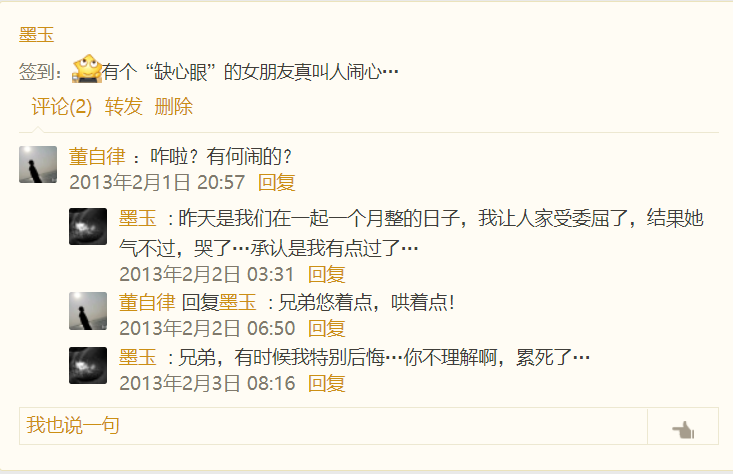 墨玉
签到：有个“缺心眼”的女朋友真叫人闹心…
评论(2) 转发 删除
董自律 ：咋啦？有何闹的？
2013年2月1日 20:57 回复
墨玉 ：昨天是我们在一起一个月整的日子，我让人家受委屈了，结果她
气不过，哭了…承认是我有点过了…
2013年2月2日 03:31 回复
董自律 回复墨玉 ：兄弟悠着点，哄着点！
2013年2月2日 06:50 回复
墨玉 ：兄弟，有时候我特别后悔…你不理解啊，累死了…
2013年2月3日 08:16 回复
我也说一句